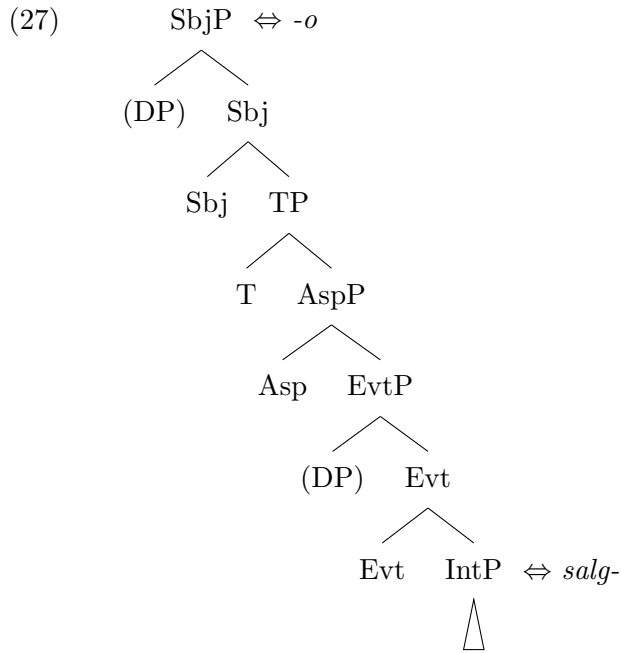 (27) SbjP ⇔ -o
(DP) Sbj
Sbj TP
T AspP
Asp EvtP
(DP) Evt
Evt IntP ⇔ salg-